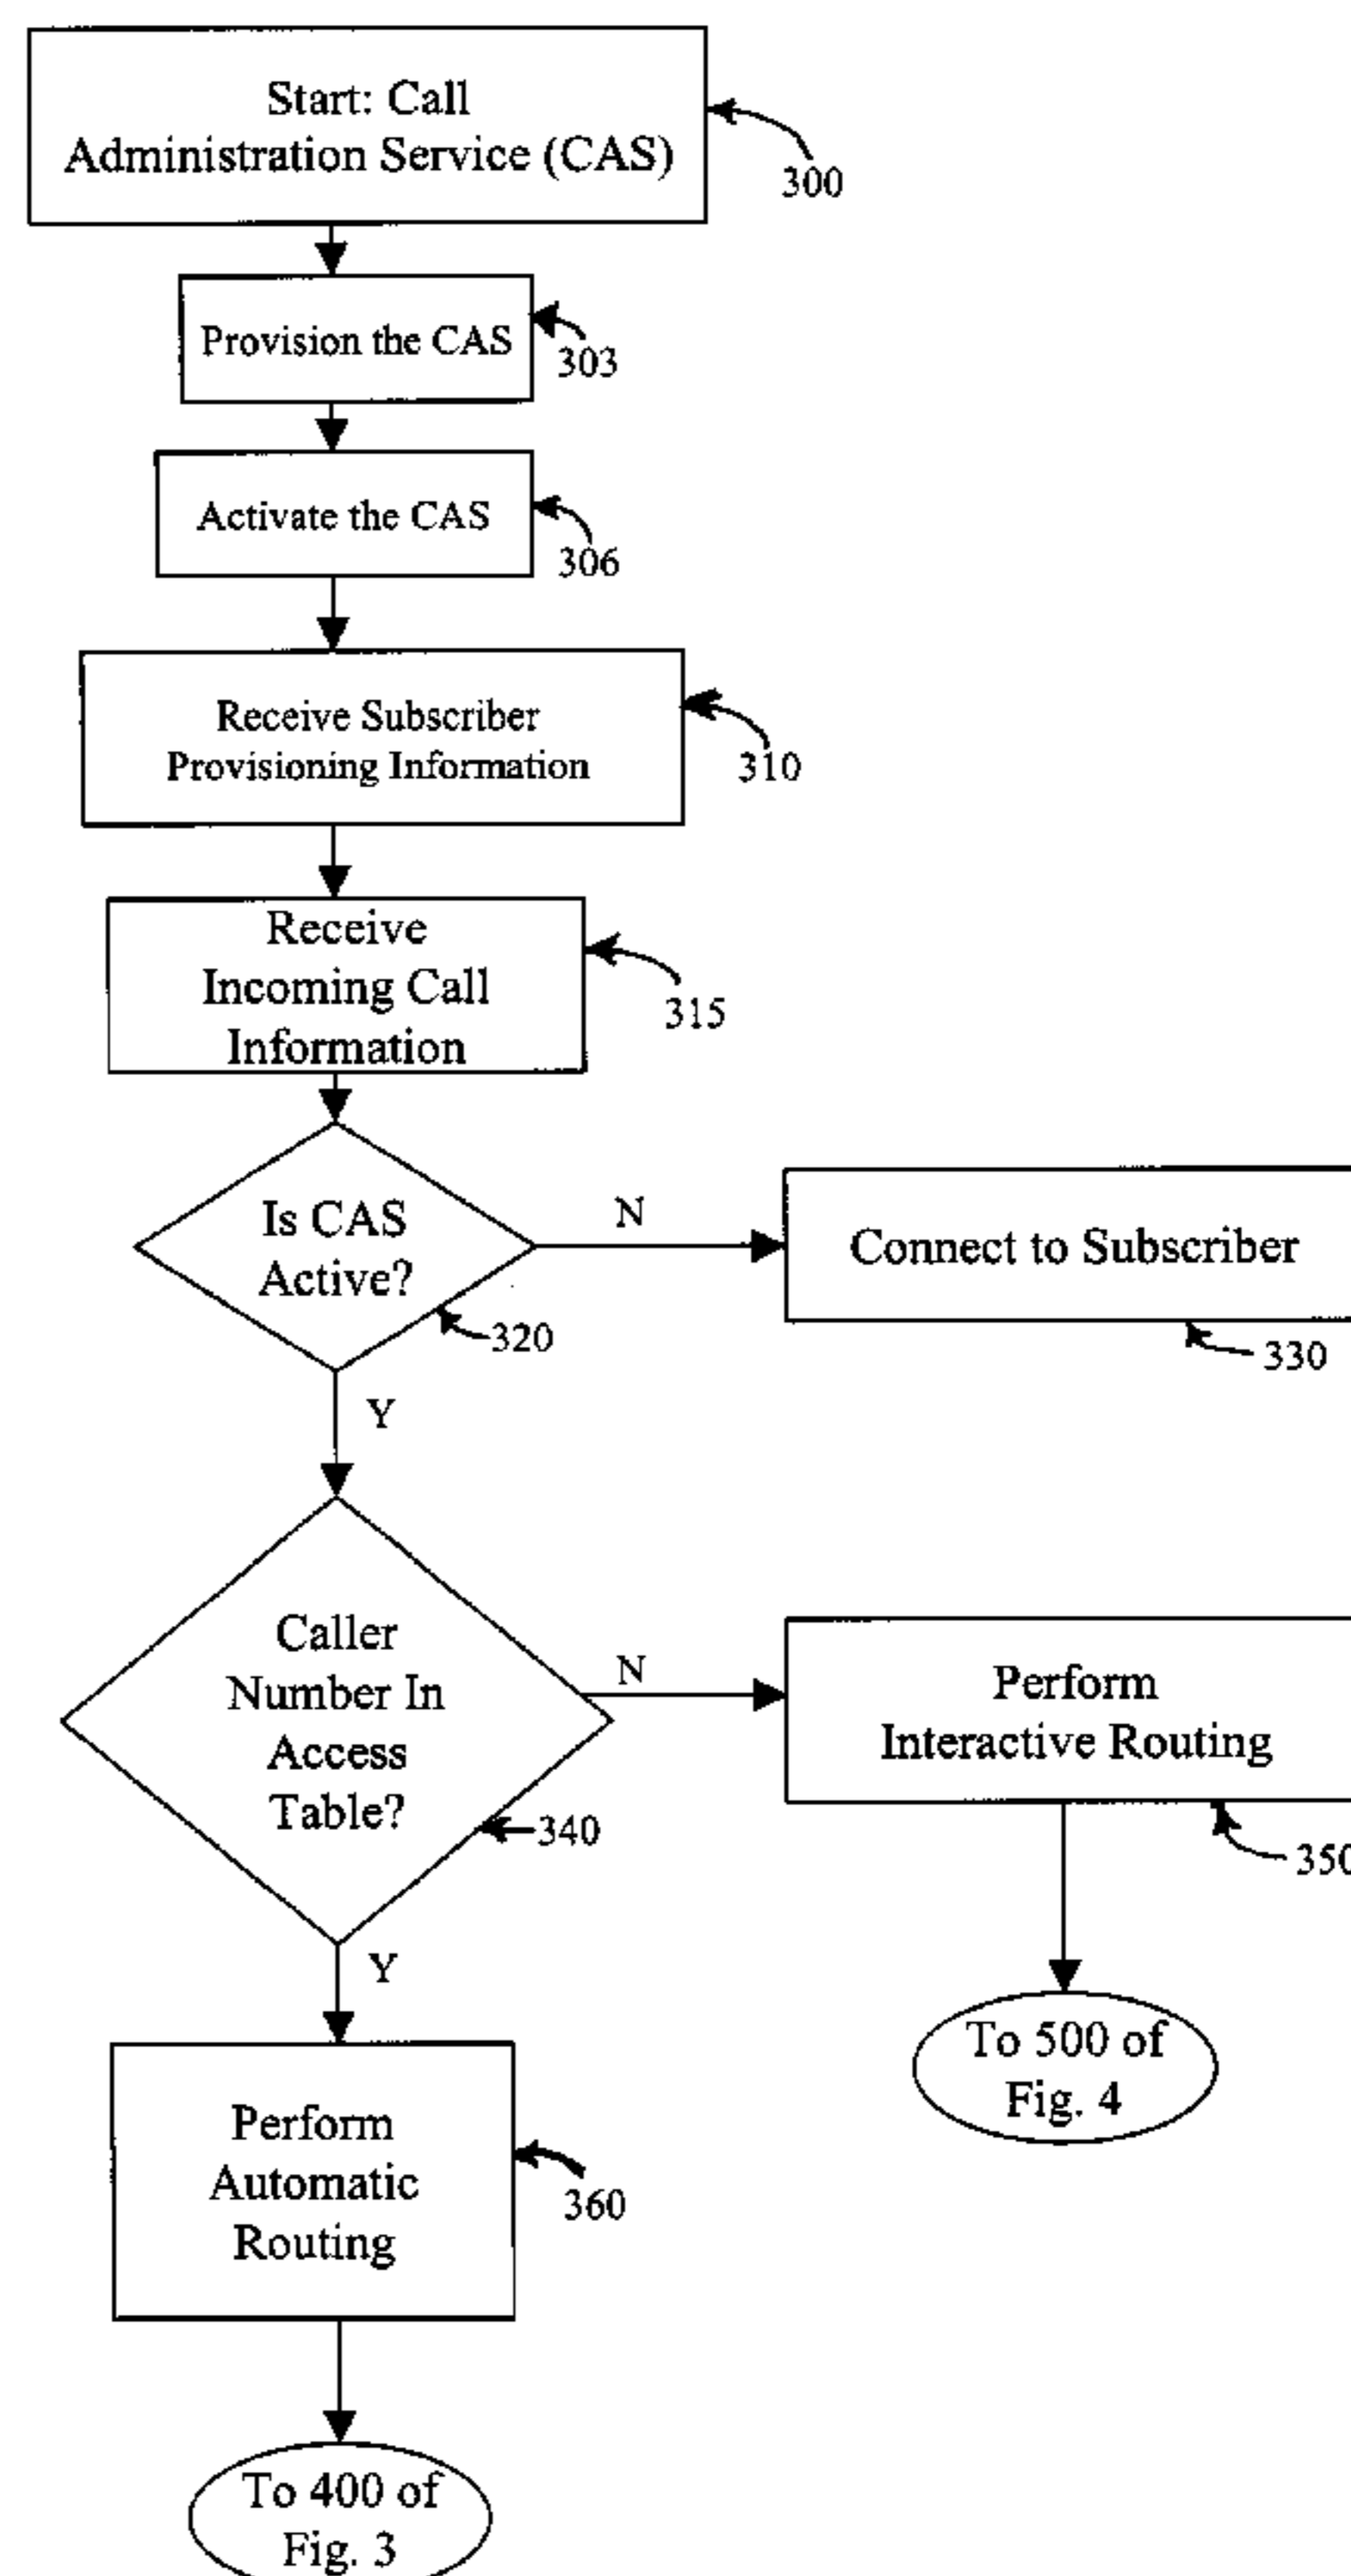 Start: Call
Administration Service (CAS)
300
Provision the CAS
303
Activate the CAS
306
Receive Subscriber
Provisioning Information
310
Receive
Incoming Call
Information
315
Is CAS
Active?
320
N
Connect to Subscriber
330
Y
Caller
Number In
Access
Table?
340
N
Perform
Interactive Routing
350
To 500 of
Fig. 4
Y
Perform
Automatic
Routing
360
To 400 of
Fig. 3